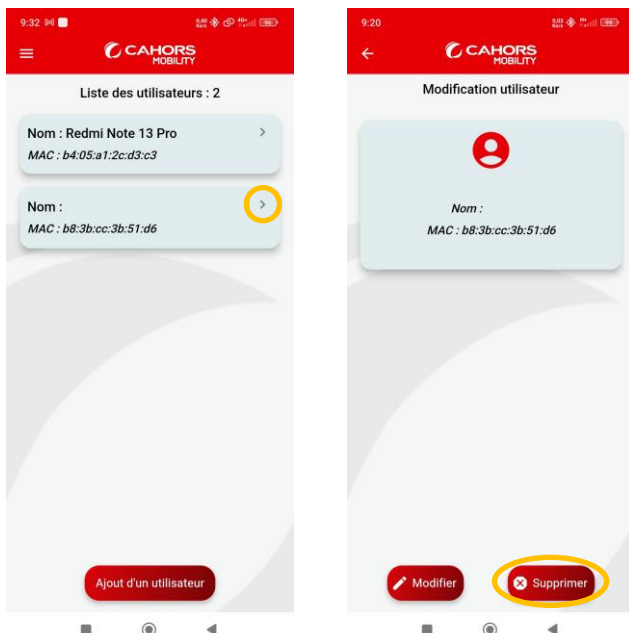 9:32
CAHORS
MOBILITY
Liste des utilisateurs : 2
Nom : Redmi Note 13 Pro
MAC : b4:05:a1:2c:d3:c3
Nom :
MAC : b8:3b:cc:3b:51:d6
Ajout d'un utilisateur
9:20
CAHORS
MOBILITY
Modification utilisateur
Nom :
MAC : b8:3b:cc:3b:51:d6
Modifier
Supprimer